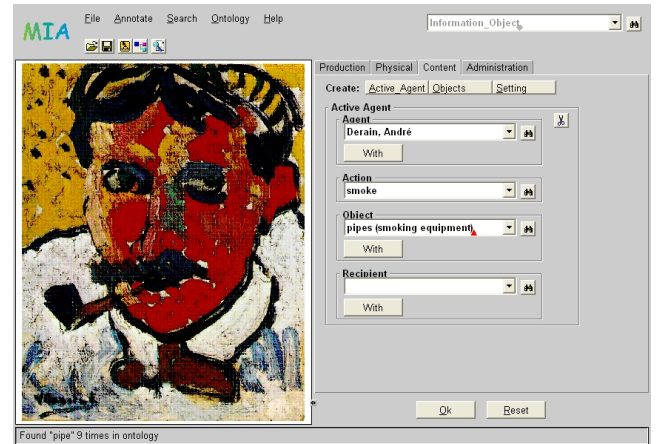 MIA
File Annotate Search Ontology Help
Information_Object
Production Physical Content Administration
Create: Active_Agent Objects Setting
Active Agent
Agent
Derain, André
With
Action
smoke
Object
pipes (smoking equipment)
With
Recipient
With
Ok Reset
Found "pipe" 9 times in ontology